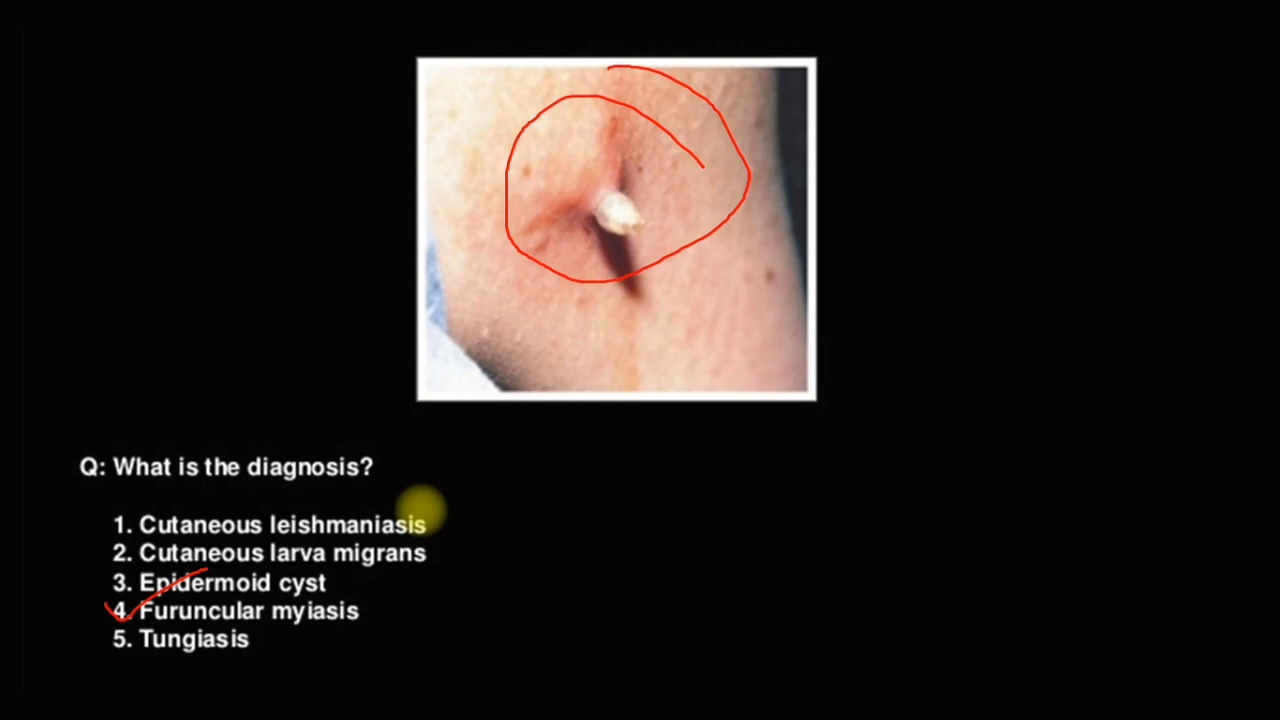 Q: What is the diagnosis?
1. Cutaneous leishmaniasis
2. Cutaneous larva migrans
3. Epidermoid cyst
4. Furuncular myiasis
5. Tungiasis